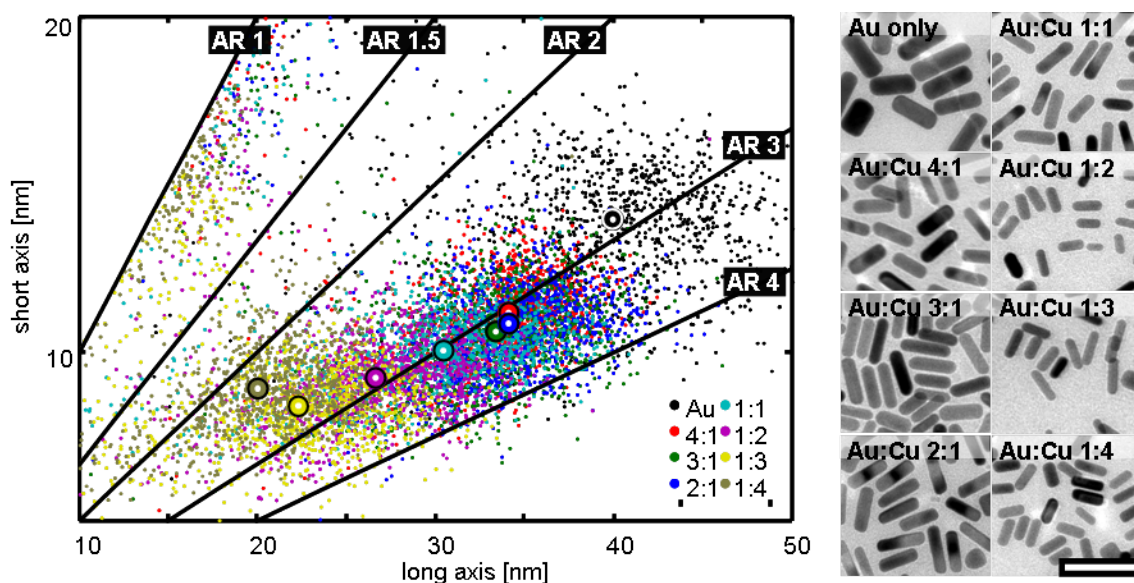 20
10
short axis [nm]
10
20
30
40
50
long axis [nm]
AR 1
AR 1.5
AR 2
AR 3
AR 4
Au
4:1
3:1
2:1
1:1
1:2
1:3
1:4
Au only
Au:Cu 1:1
Au:Cu 4:1
Au:Cu 1:2
Au:Cu 3:1
Au:Cu 1:3
Au:Cu 2:1
Au:Cu 1:4